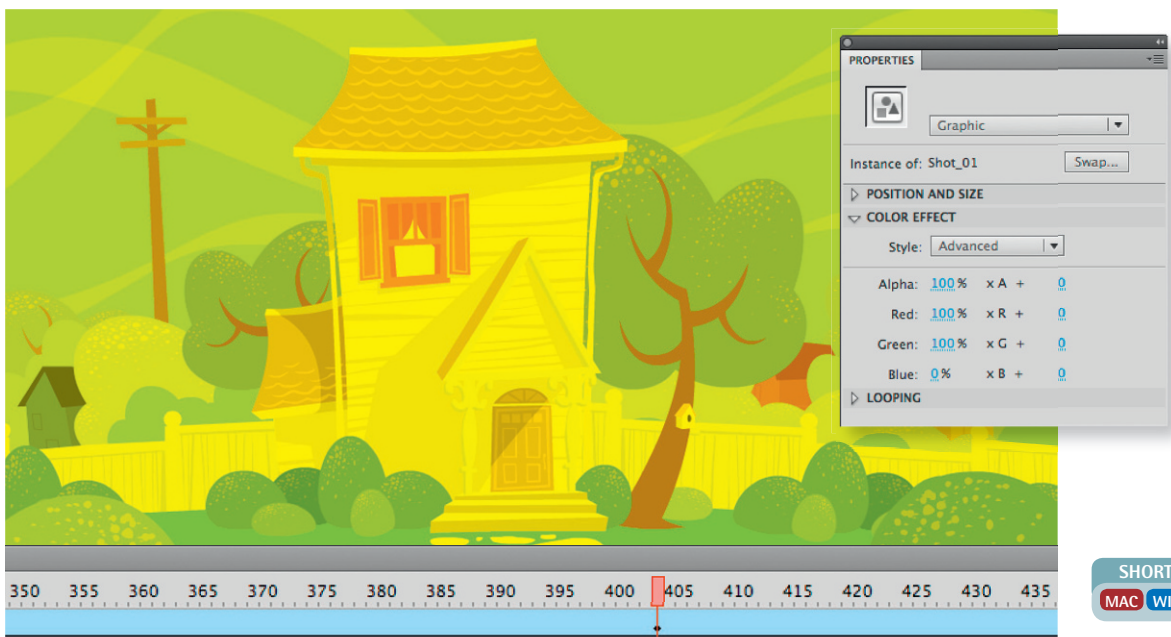 PROPERTIES
Graphic
Instance of: Shot_01 Swap...
POSITION AND SIZE
COLOR EFFECT
Style: Advanced
Alpha: 100 % x A + 0
Red: 100 % x R + 0
Green: 100 % x G + 0
Blue: 0 % x B + 0
LOOPING
350 355 360 365 370 375 380 385 390 395 400 405 410 415 420 425 430 435
SHORT
MAC